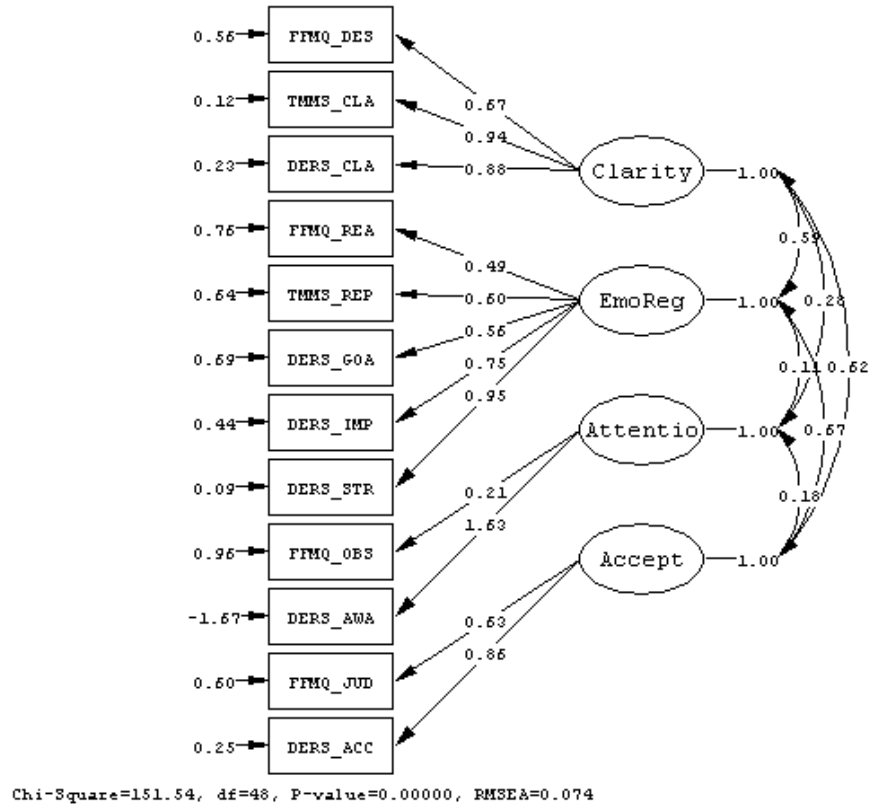 0.56 FFMQ_DES
0.67
0.12 TMMS_CLA
0.94
0.23 DERS_CLA
0.88
Clarity 1.00
0.76 FFMQ_REA
0.59
0.49
0.64 TMMS_REP
0.60
EmoReg 1.00
0.28
0.69 DERS_GOA
0.56
0.75
0.11
0.62
0.95
0.44 DERS_IMP
Attentio 1.00
0.67
0.09 DERS_STR
0.21
0.18
1.63
0.96 FFMQ_OBS
Accept 1.00
-1.67 DERS_AWA
0.63
0.86
0.60 FFMQ_JUD
0.25 DERS_ACC
Chi-Square=151.54, df=48, P-value=0.00000, RMSEA=0.074